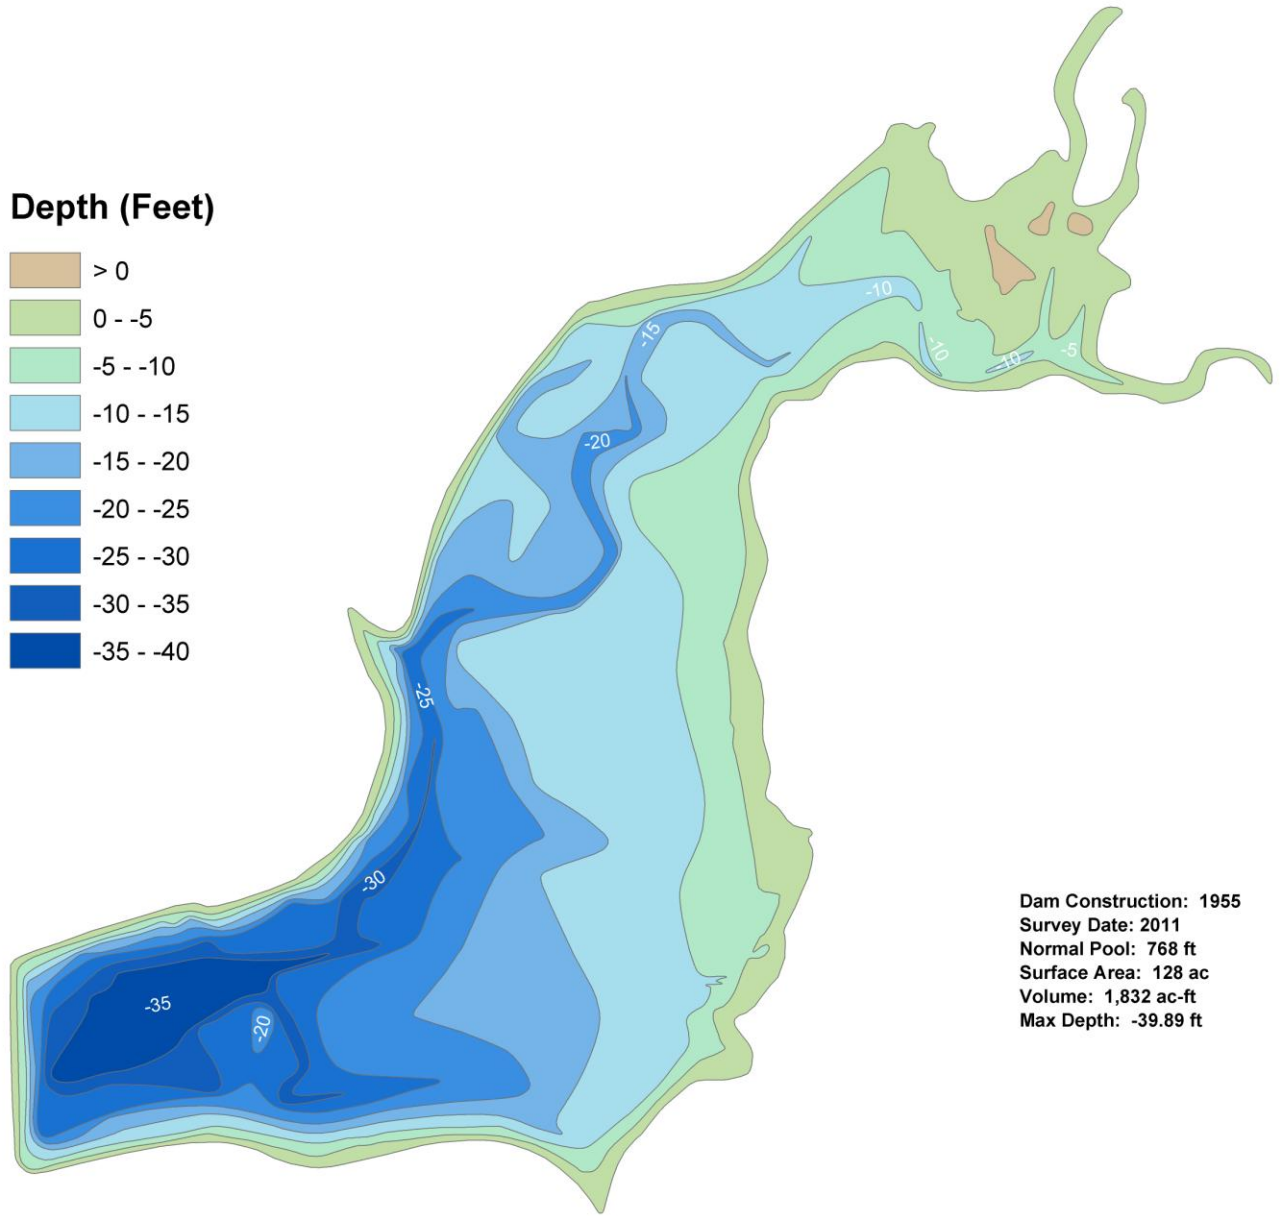 Depth (Feet)
> 0
0 - -5
-5 - -10
-10 - -15
-15 - -20
-20 - -25
-25 - -30
-30 - -35
-35 - -40
-10
-15
-10
-10
-5
-20
-25
-30
-35
-20
Dam Construction: 1955
Survey Date: 2011
Normal Pool: 768 ft
Surface Area: 128 ac
Volume: 1,832 ac-ft
Max Depth: -39.89 ft